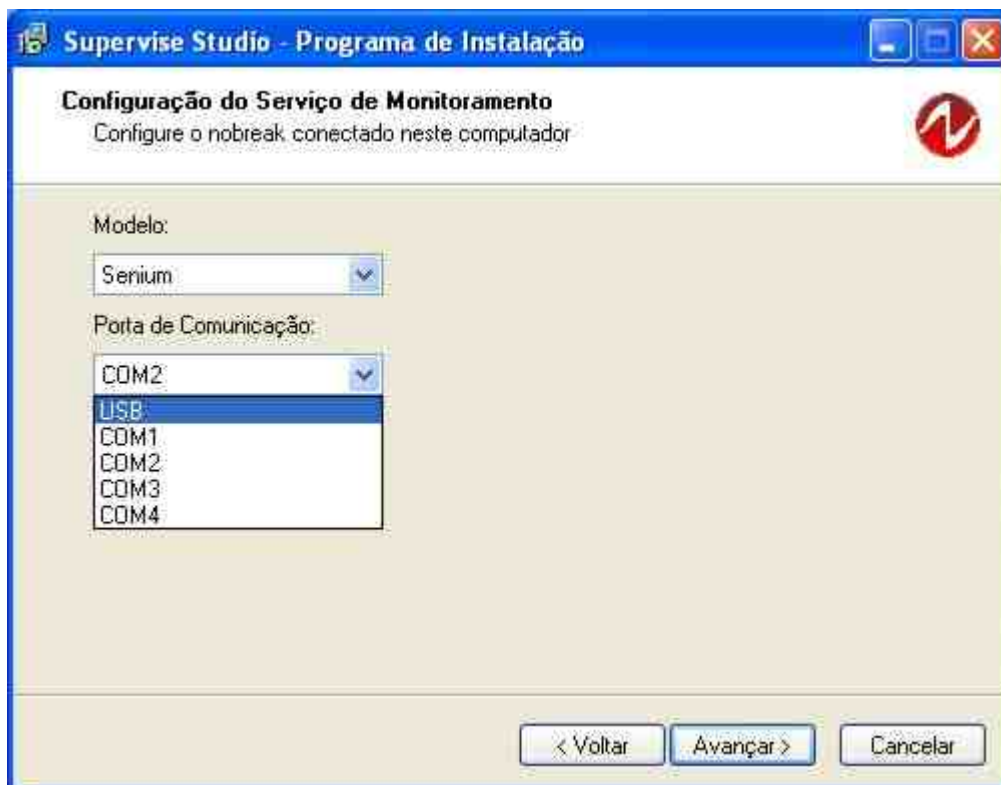 Supervise Studio - Programa de Instalação
Configuração do Serviço de Monitoramento
Configure o nobreak conectado neste computador
Modelo:
Senium
Porta de Comunicação:
COM2
USB
COM1
COM2
COM3
COM4
< Voltar
Avançar >
Cancelar